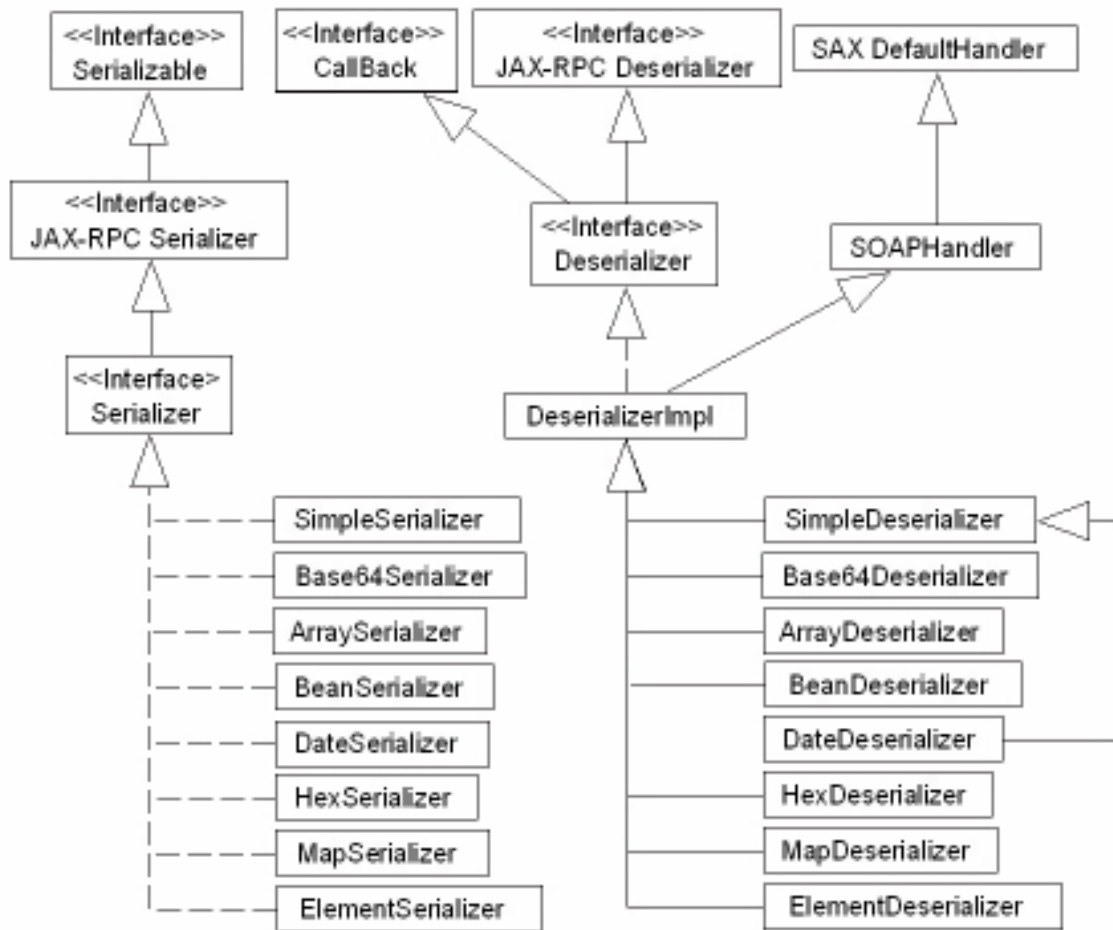 <<Interface>>
Serializable
<<Interface>>
CallBack
<<Interface>>
JAX-RPC Deserializer
SAX DefaultHandler
<<Interface>>
JAX-RPC Serializer
<<Interface>>
Deserializer
SOAPHandler
<<Interface>
Serializer
DeserializerImpl
SimpleSerializer
Base64Serializer
ArraySerializer
BeanSerializer
DateSerializer
HexSerializer
MapSerializer
ElementSerializer
SimpleDeserializer
Base64Deserializer
ArrayDeserializer
BeanDeserializer
DateDeserializer
HexDeserializer
MapDeserializer
ElementDeserializer